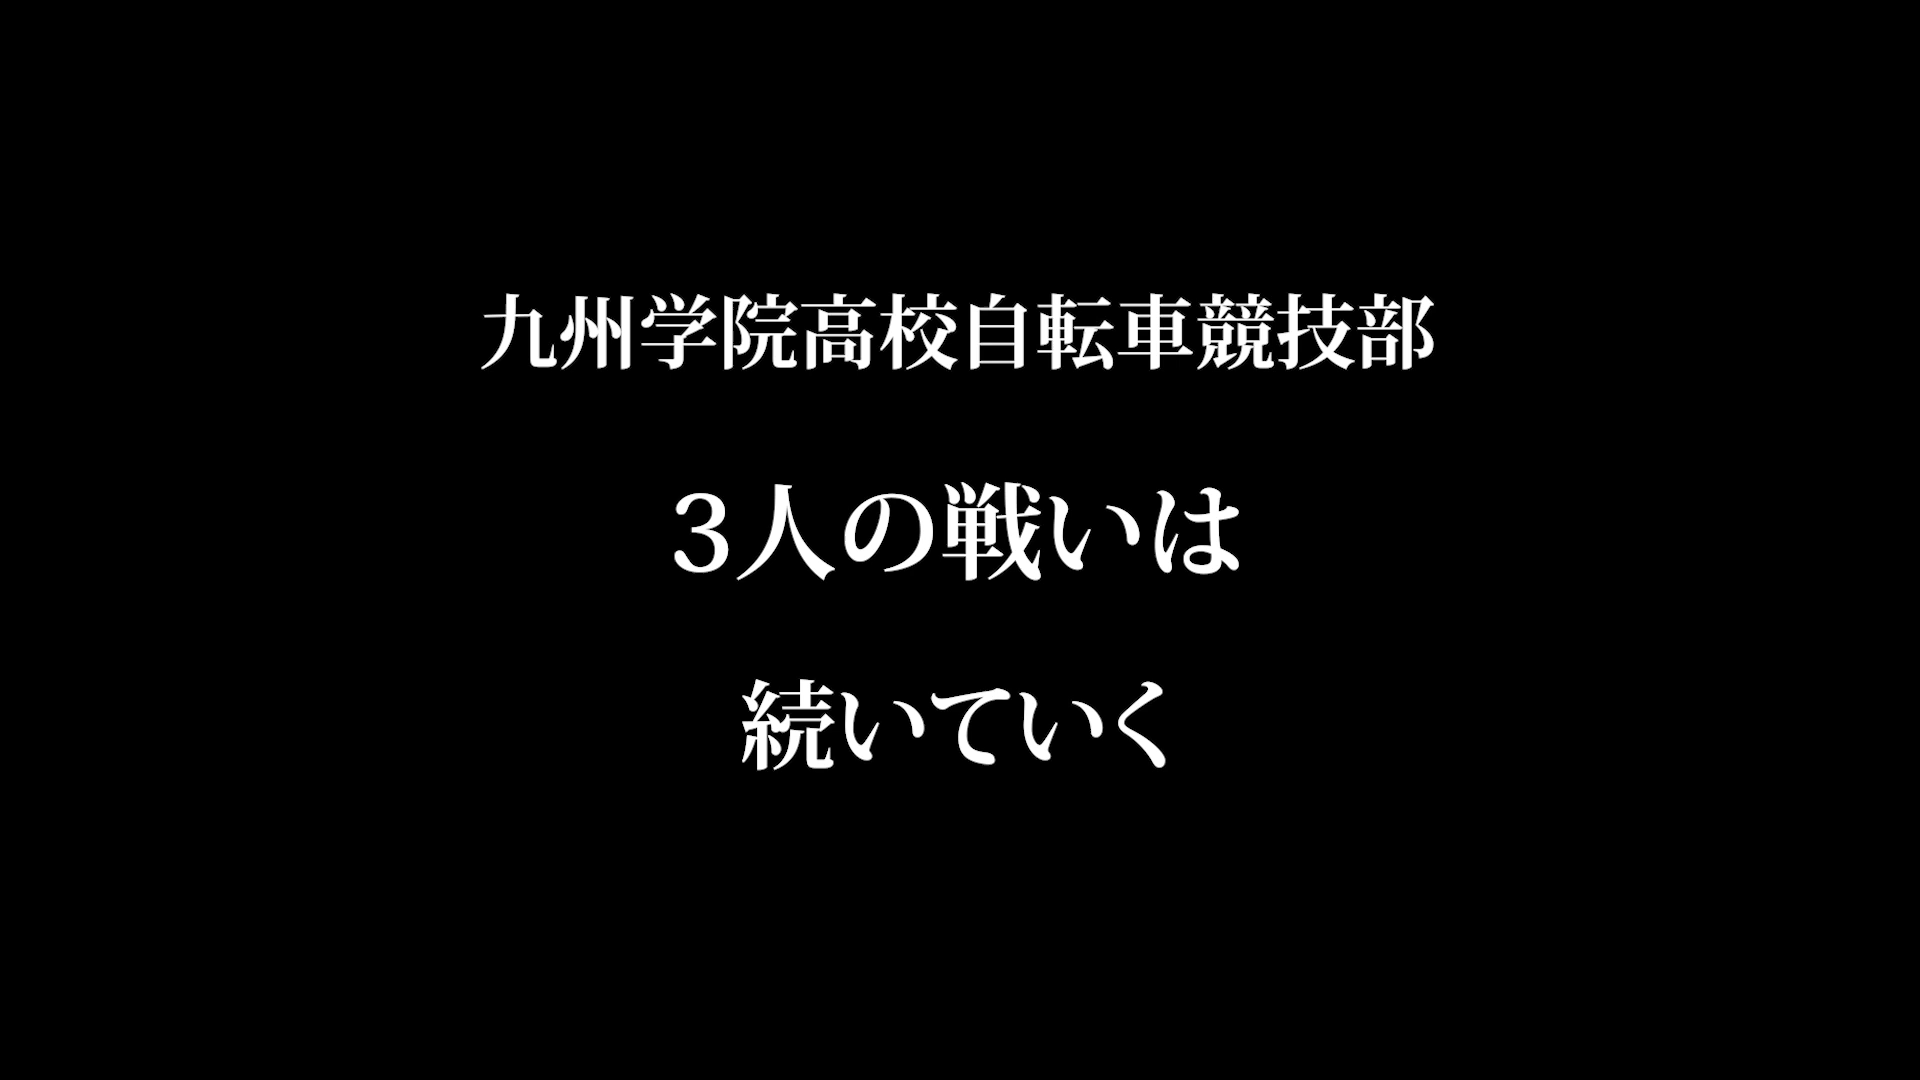 九州学院高校自転車競技部
3人の戦いは
続いていく